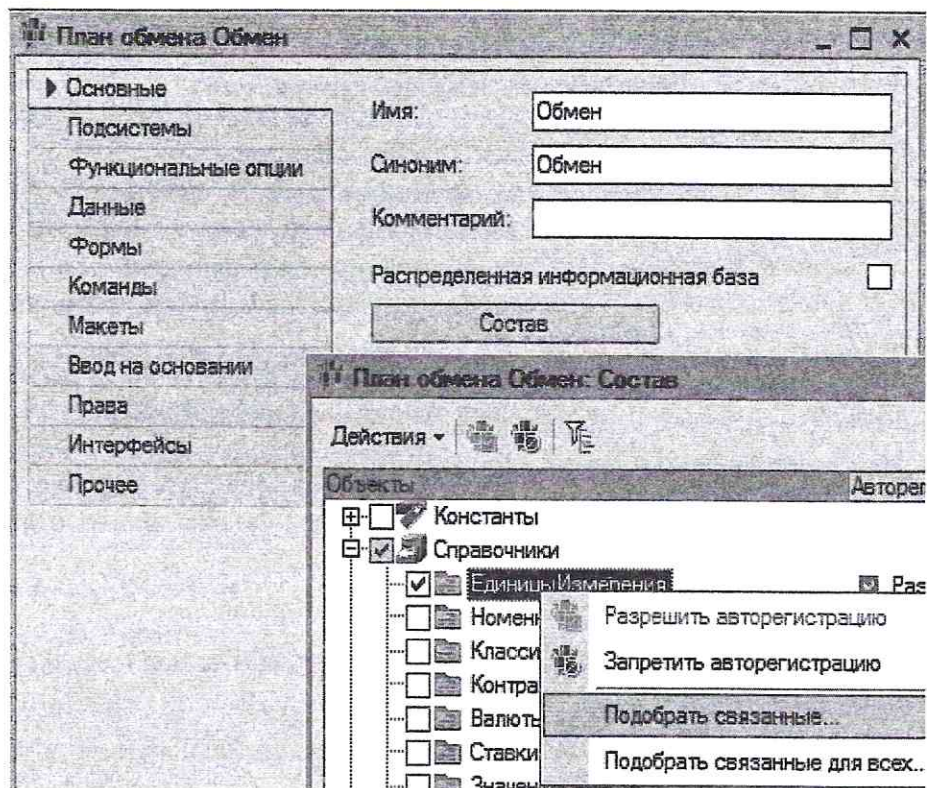 План обмена Обмен
Основные
Подсистемы
Функциональные опции
Данные
Формы
Команды
Макеты
Ввод на основании
Права
Интерфейсы
Прочее
Имя:
Обмен
Синоним:
Обмен
Комментарий:
Распределенная информационная база
Состав
План обмена Обмен: Состав
Действия
Объекты
Константы
Справочники
ЕдиницыИзмерения
Валюты
Ставки
Разрешить авторегистрацию
Запретить авторегистрацию
Подобрать связанные...
Подобрать связанные для всех..